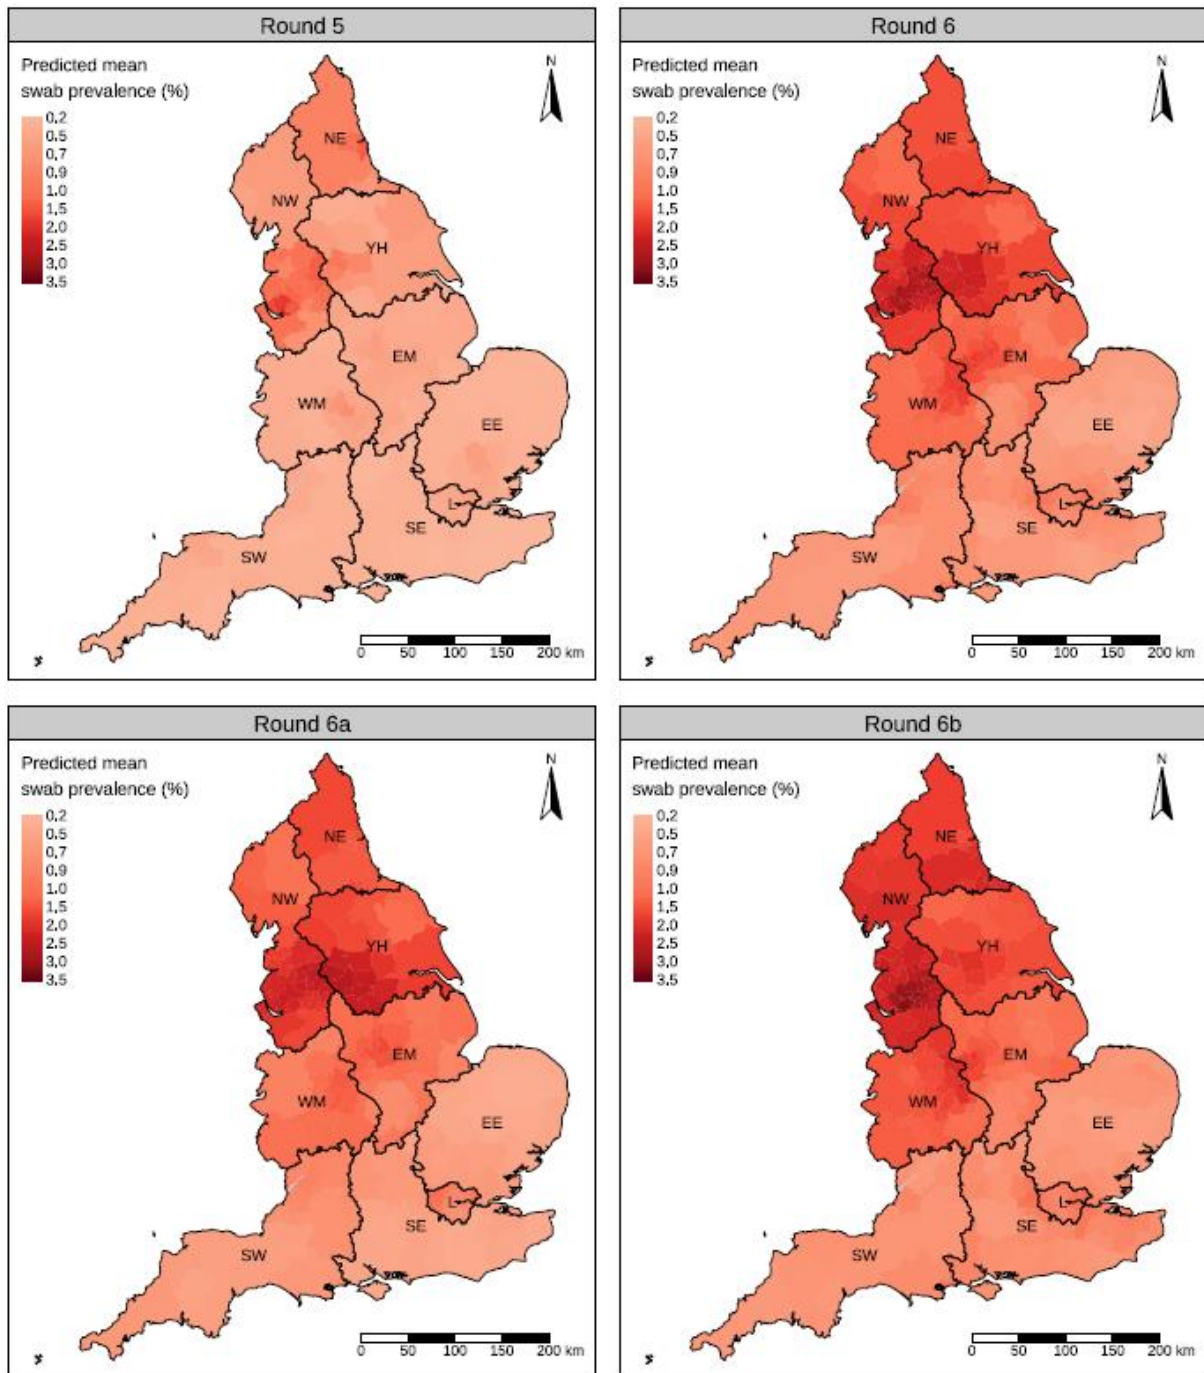 Round 5
Predicted mean
swab prevalence (%)
0.2
0.5
0.7
0.9
1.0
1.5
2.0
2.5
3.0
3.5
N
NE
NW
YH
EM
WM
EE
L
SE
SW
0 50 100 150 200 km
Round 6
Predicted mean
swab prevalence (%)
0.2
0.5
0.7
0.9
1.0
1.5
2.0
2.5
3.0
3.5
N
NE
NW
YH
EM
WM
EE
L
SE
SW
0 50 100 150 200 km
Round 6a
Predicted mean
swab prevalence (%)
0.2
0.5
0.7
0.9
1.0
1.5
2.0
2.5
3.0
3.5
N
NE
NW
YH
EM
WM
EE
L
SE
SW
0 50 100 150 200 km
Round 6b
Predicted mean
swab prevalence (%)
0.2
0.5
0.7
0.9
1.0
1.5
2.0
2.5
3.0
3.5
N
NE
NW
YH
EM
WM
EE
L
SE
SW
0 50 100 150 200 km